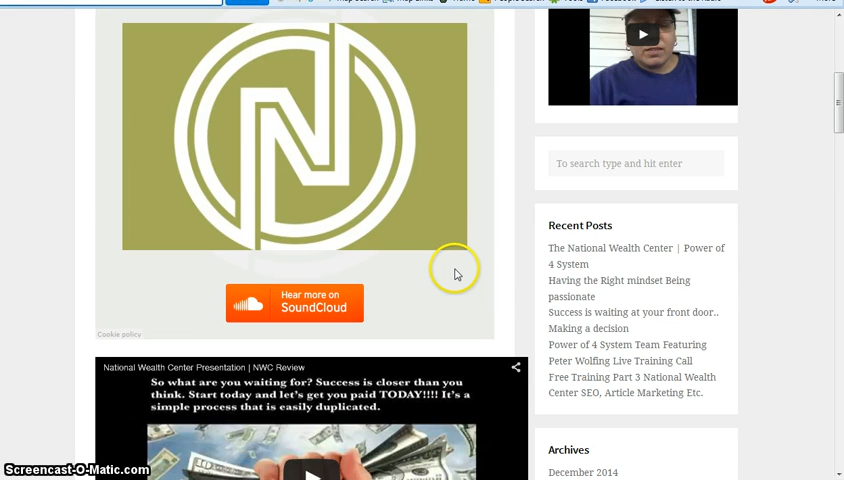 Hear more on
SoundCloud
Cookie policy
National Wealth Center Presentation | NWC Review
So what are you waiting for? Success is closer than you
think. Start today and let's get you paid TODAY!!!! It's a
simple process that is easily duplicated.
To search type and hit enter
Recent Posts
The National Wealth Center | Power of
4 System
Having the Right mindset Being
passionate
Success is waiting at your front door..
Making a decision
Power of 4 System Team Featuring
Peter Wolfing Live Training Call
Free Training Part 3 National Wealth
Center SEO, Article Marketing Etc.
Archives
December 2014
Screencast-O-Matic.com